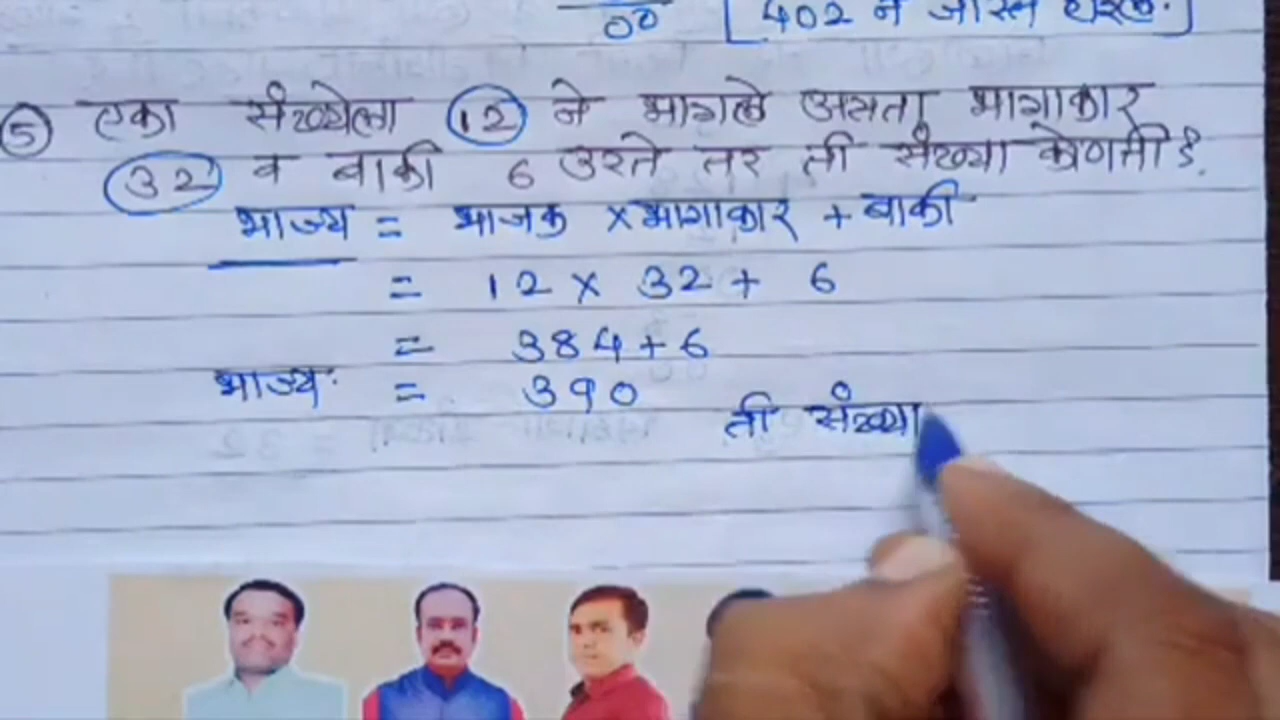 00 [402 ने जास्त
5 एका संख्येला 12 ने भागले असता भागाकार
32 व बाकी 6 उरते तर ती संख्या कोणती?
भाज्य = भाजक × भागाकार + बाकी
= 12 × 32 + 6
= 384 + 6
भाज्य = 390
ती संख्या